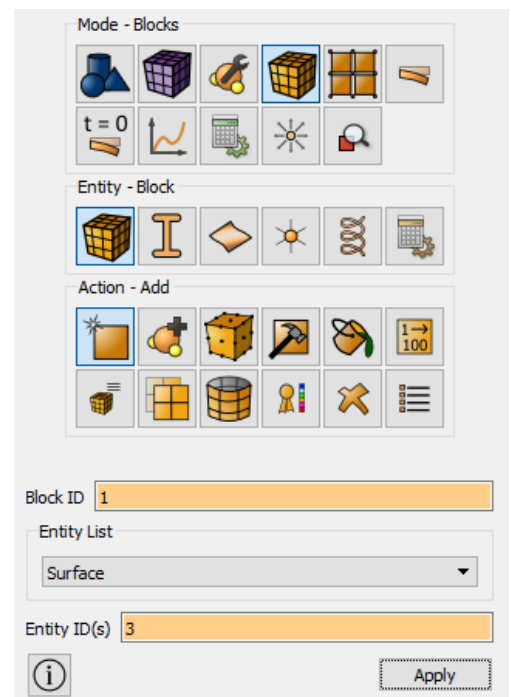 Mode - Blocks
t = 0
Entity - Block
Action - Add
1→
100
Block ID 1
Entity List
Surface
Entity ID(s) 3
i Apply